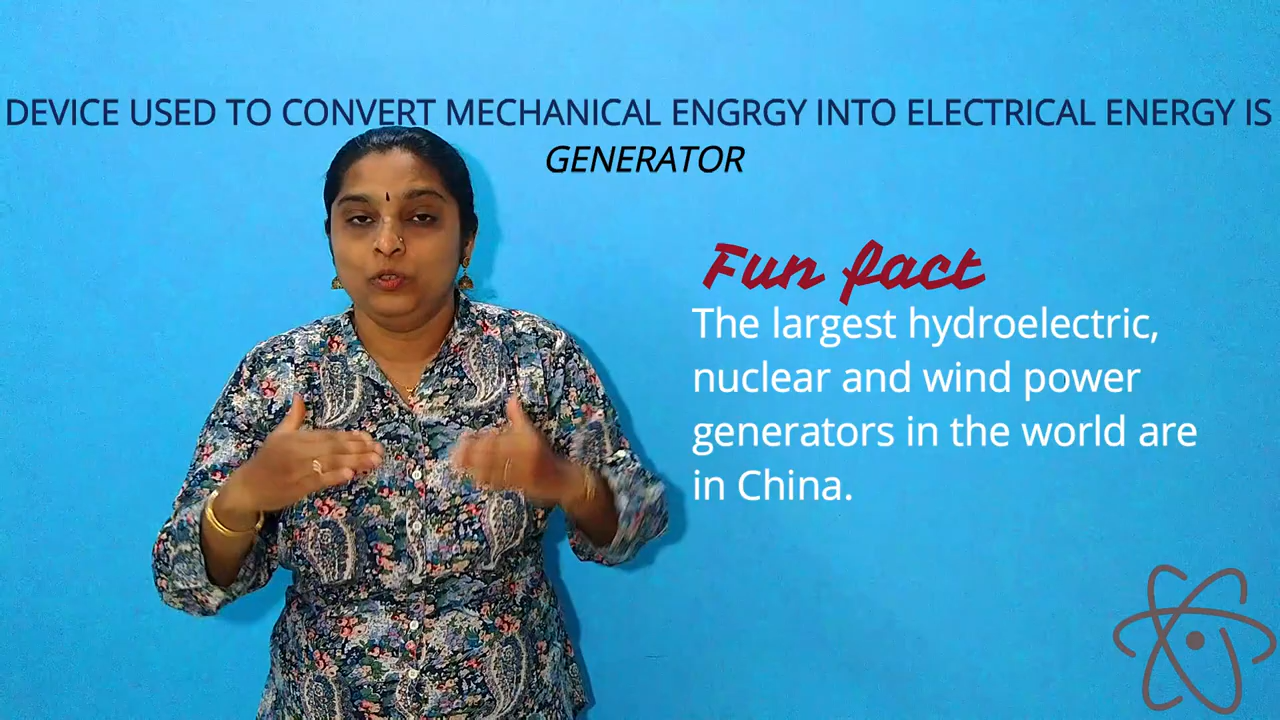 DEVICE USED TO CONVERT MECHANICAL ENGRGY INTO ELECTRICAL ENERGY IS
GENERATOR
Fun fact
The largest hydroelectric,
nuclear and wind power
generators in the world are
in China.